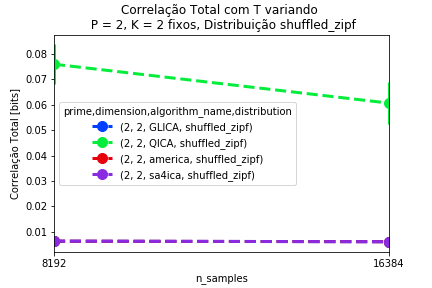 Correlação Total com T variando
P = 2, K = 2 fixos, Distribuição shuffled_zipf
Correlação Total [bits]
0.08
0.07
0.06
0.05
0.04
0.03
0.02
0.01
prime,dimension,algorithm_name,distribution
(2, 2, GLICA, shuffled_zipf)
(2, 2, QICA, shuffled_zipf)
(2, 2, america, shuffled_zipf)
(2, 2, sa4ica, shuffled_zipf)
8192
16384
n_samples